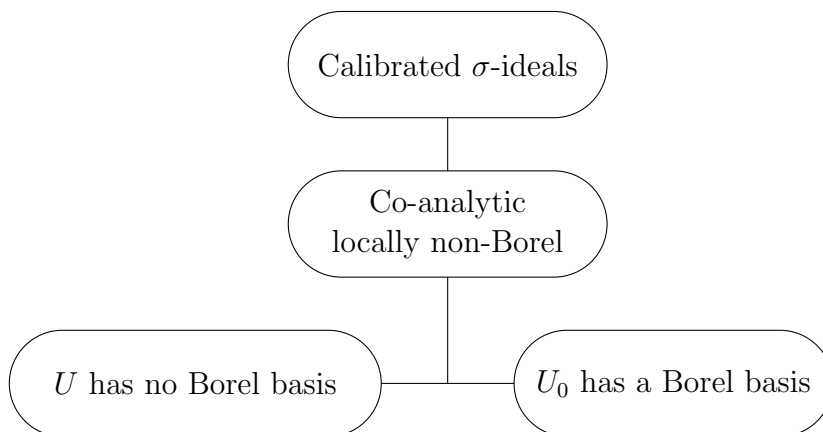 Calibrated σ-ideals
Co-analytic
locally non-Borel
U has no Borel basis
U₀ has a Borel basis